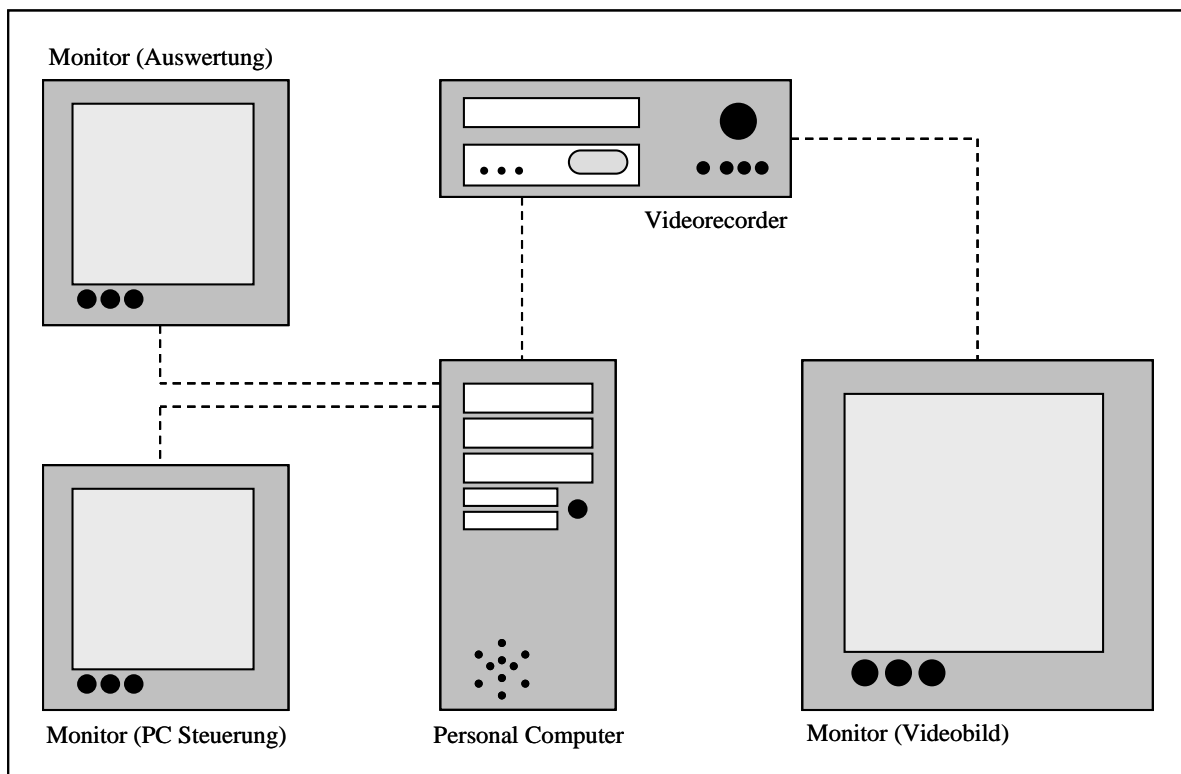 Monitor (Auswertung)
Videorecorder
Monitor (PC Steuerung)
Personal Computer
Monitor (Videobild)